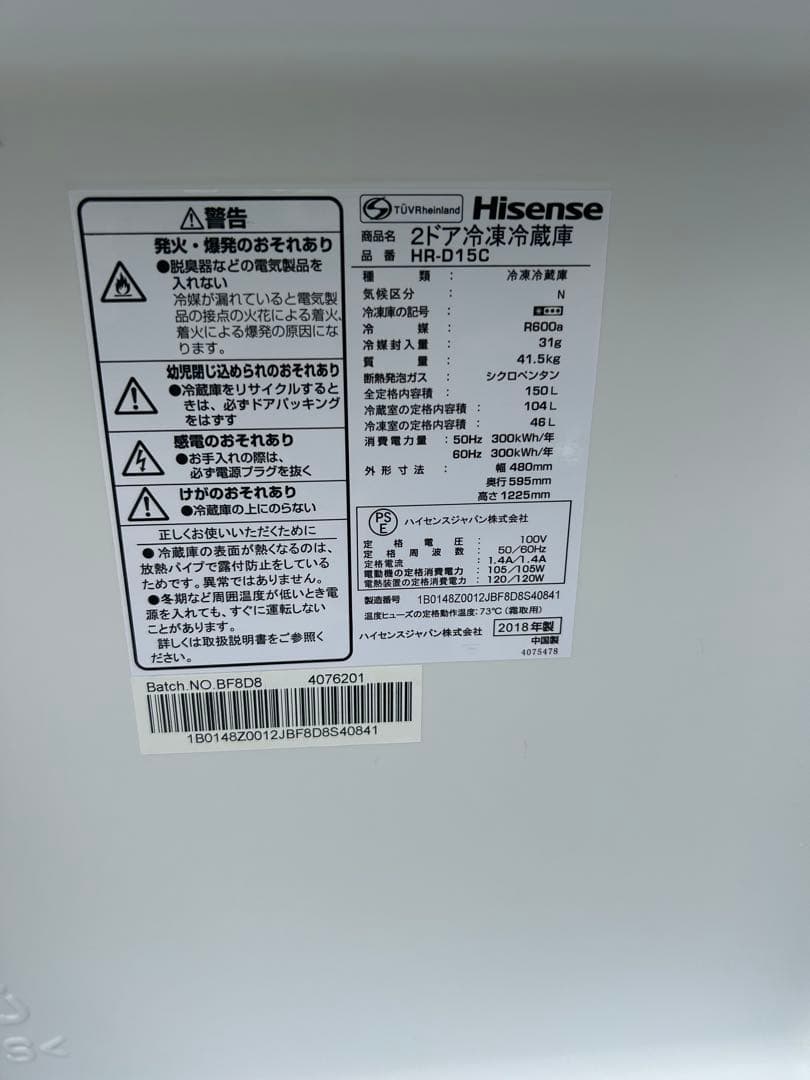 ⚠警告
発火・爆発のおそれあり
●脱臭器などの電気製品を
入れない
冷媒が漏れていると電気製
品の接点の火花による着火、
着火による爆発の原因にな
ります。
幼児閉じ込められのおそれあり
●冷蔵庫をリサイクルすると
きは、必ずドアパッキング
をはずす
感電のおそれあり
●お手入れの際は、
必ず電源プラグを抜く
けがのおそれあり
●冷蔵庫の上にのらない
正しくお使いいただくために
●冷蔵庫の表面が熱くなるのは、
放熱パイプで露付防止をしている
ためです。異常ではありません。
●冬期など周囲温度が低いとき電
源を入れても、すぐに運転しない
ことがあります。
詳しくは取扱説明書をご参照く
ださい。
TÜVRheinland Hisense
商品名 2ドア冷凍冷蔵庫
品番 HR-D15C
種類 : 冷凍冷蔵庫
気候区分 : N
冷凍庫の記号 :
冷媒 : R600a
冷媒封入量 : 31g
質量 : 41.5kg
断熱発泡ガス : シクロペンタン
全定格内容積 : 150L
冷蔵室の定格内容積 : 104L
冷凍室の定格内容積 : 46L
消費電力量 : 50Hz 300kWh/年
60Hz 300kWh/年
外形寸法 : 幅 480mm
奥行 595mm
高さ 1225mm
PSE ハイセンスジャパン株式会社
定格電圧 : 100V
定格周波数 : 50/60Hz
定格電流 : 1.4A/1.4A
電動機の定格消費電力 : 105/105W
電熱装置の定格消費電力 : 120/120W
製造番号 1B0148Z0012JBF8D8S40841
温度ヒューズの定格動作温度:73℃(霜取用)
ハイセンスジャパン株式会社 2018年製
中国製
4075478
Batch.NO.BF8D8 4076201
1B0148Z0012JBF8D8S40841